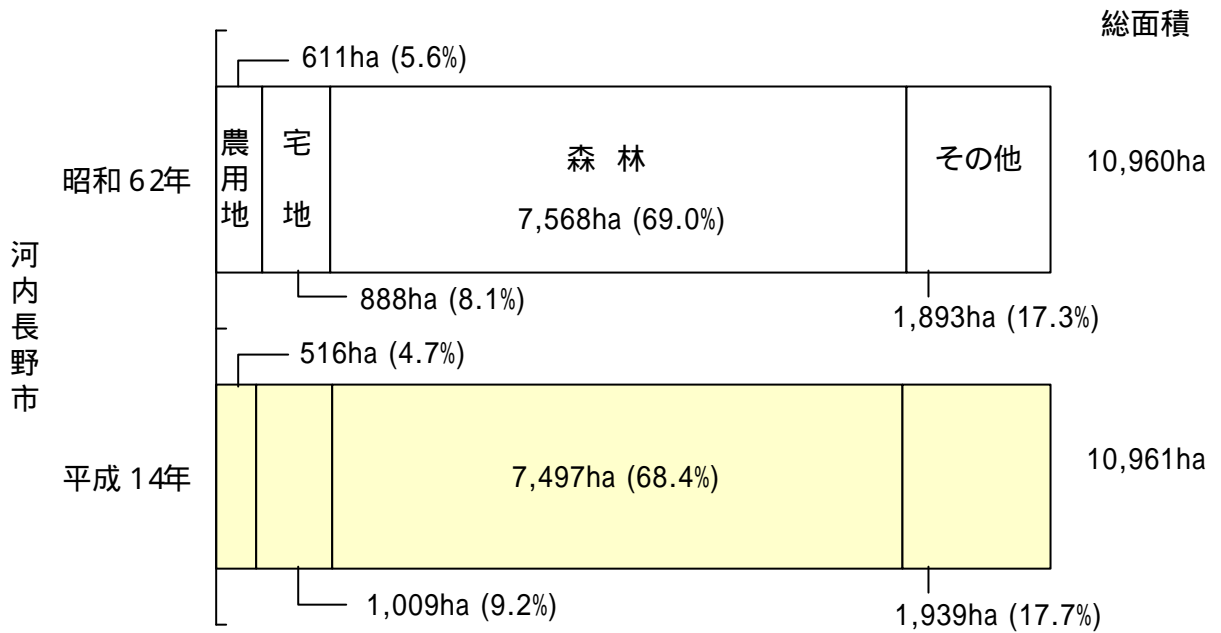 総面積
611ha (5.6%)
農用地
宅地
森林
その他
昭和62年
7,568ha (69.0%)
10,960ha
888ha (8.1%)
1,893ha (17.3%)
河内長野市
516ha (4.7%)
平成14年
7,497ha (68.4%)
10,961ha
1,009ha (9.2%)
1,939ha (17.7%)